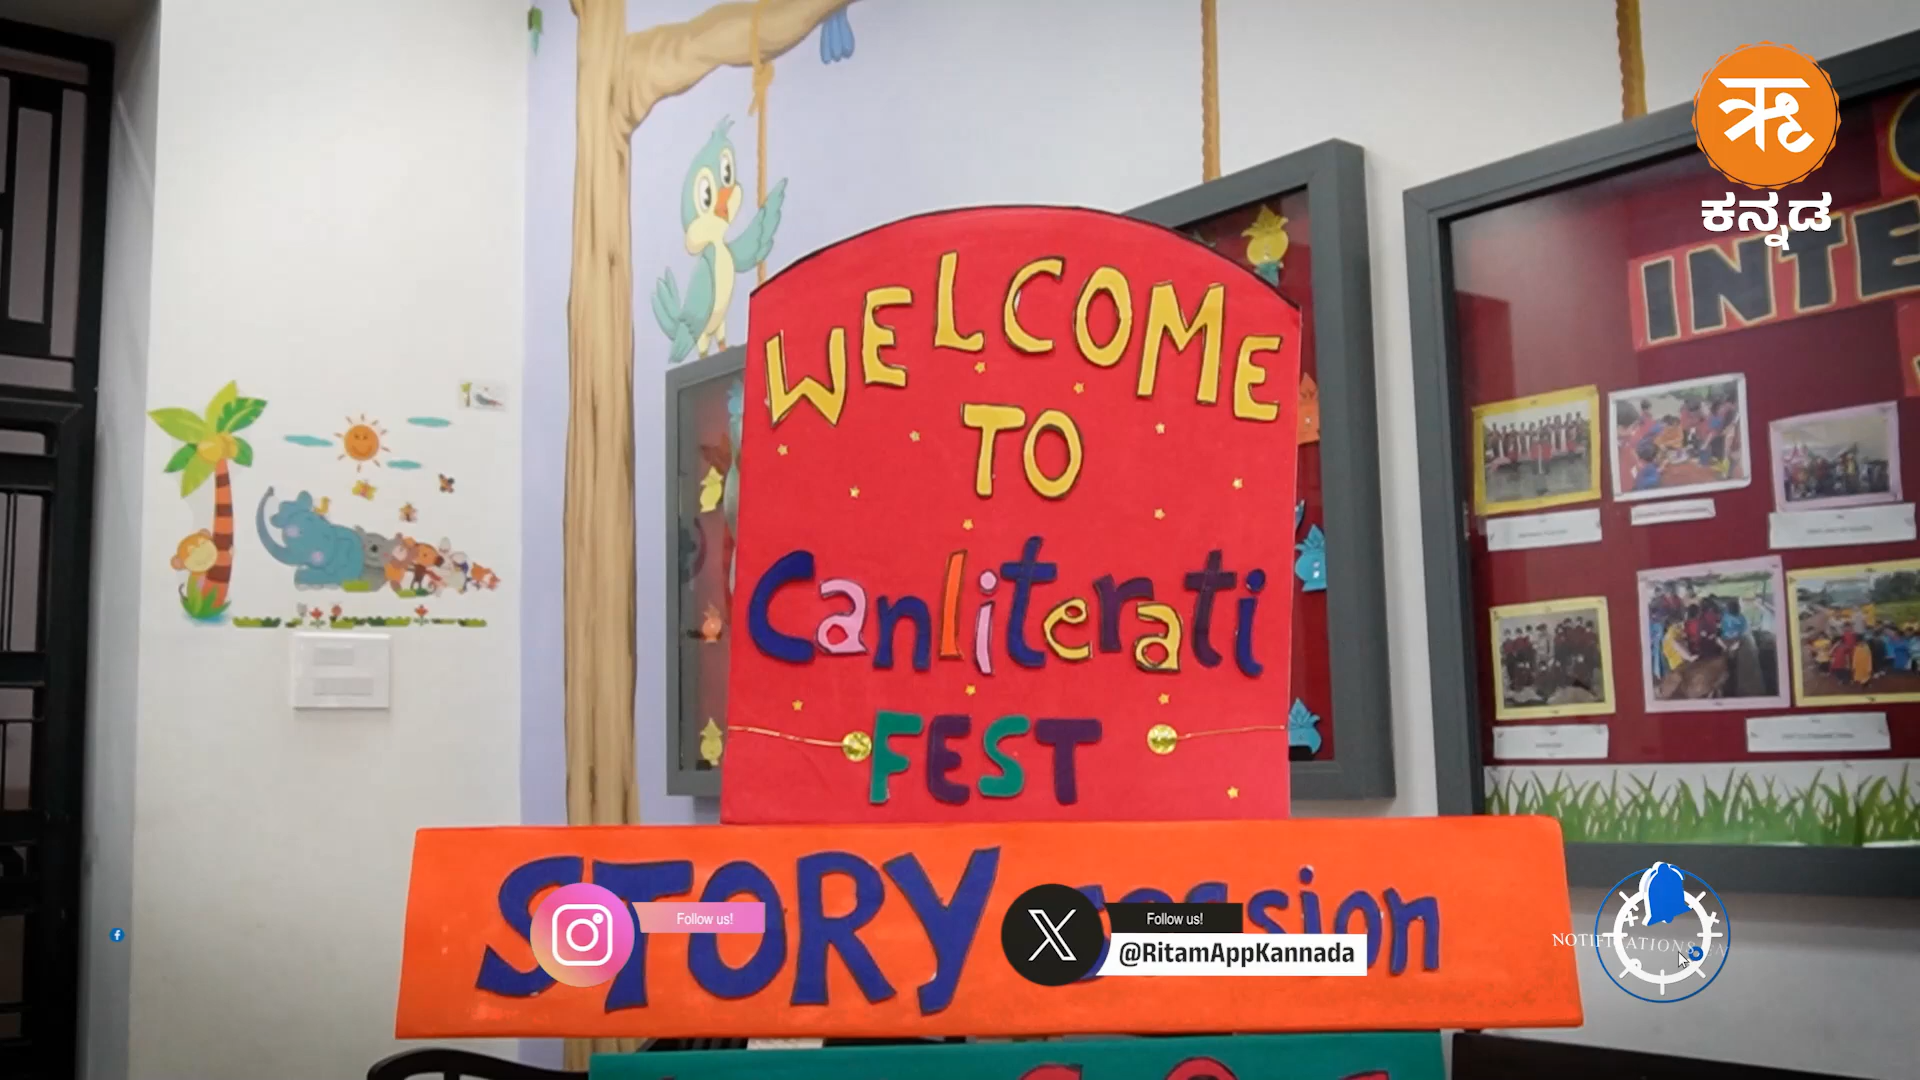 ऋ
ಕನ್ನಡ
INTE
WELCOME
TO
Canliterati
FEST
STORY session
Follow us!
Follow us!
@RitamAppKannada